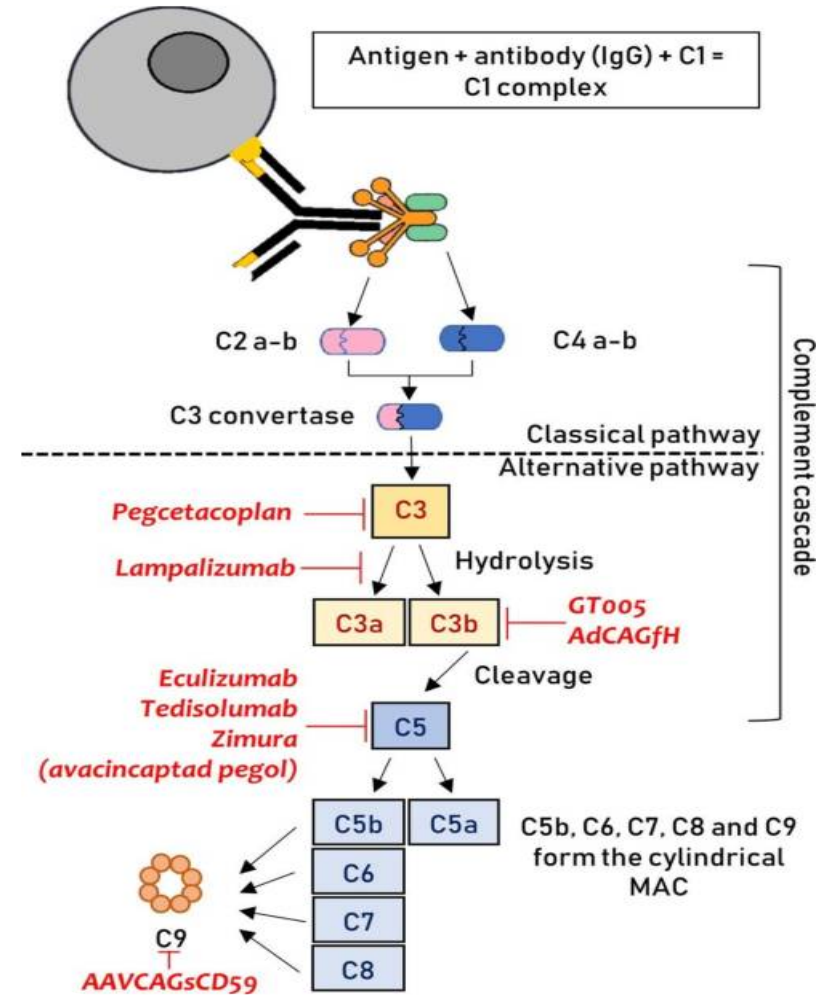 Antigen + antibody (IgG) + C1 =
C1 complex
C2 a-b
C4 a-b
C3 convertase
Classical pathway
Alternative pathway
Complement cascade
Pegcetacoplan
C3
Lampalizumab
Hydrolysis
C3a
C3b
GT005
AdCAGfH
Cleavage
Eculizumab
Tedisolumab
Zimura
(avacincaptad pegol)
C5
C5b
C5a
C5b, C6, C7, C8 and C9
form the cylindrical
MAC
C6
C7
C8
C9
AAVCAGsCD59